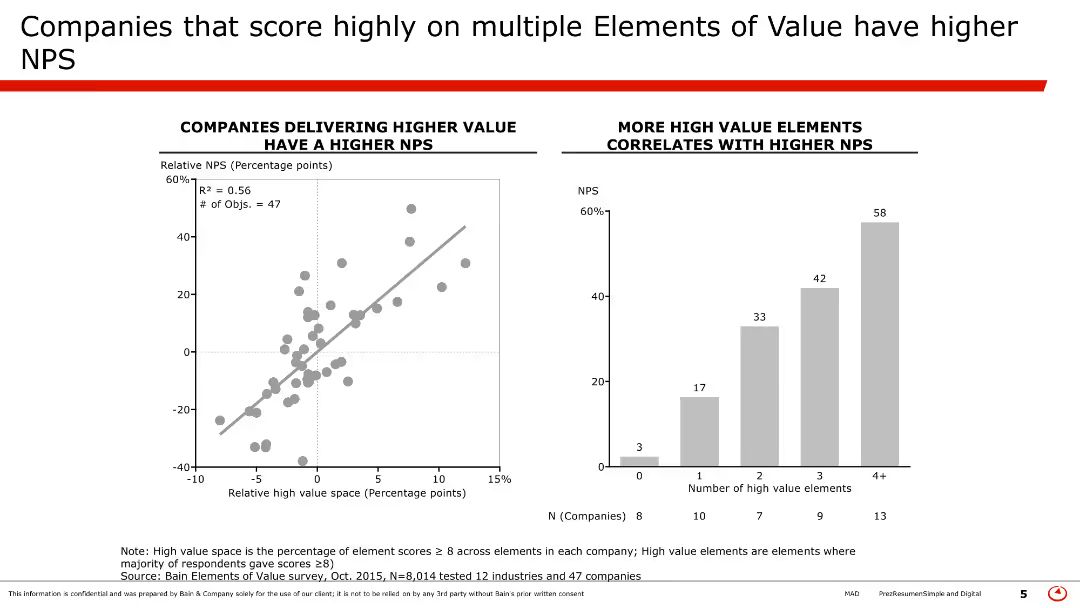 Companies that score highly on multiple Elements of Value have higher
NPS
COMPANIES DELIVERING HIGHER VALUE
HAVE A HIGHER NPS
Relative NPS (Percentage points)
60%
R² = 0.56
# of Objs. = 47
40
20
0
-20
-40
-10
-5
0
5
10
15%
Relative high value space (Percentage points)
MORE HIGH VALUE ELEMENTS
CORRELATES WITH HIGHER NPS
NPS
60%
40
20
0
3
17
33
42
58
0
1
2
3
4+
Number of high value elements
N (Companies) 8 10 7 9 13
Note: High value space is the percentage of element scores ≥ 8 across elements in each company; High value elements are elements where
majority of respondents gave scores ≥8)
Source: Bain Elements of Value survey, Oct. 2015, N=8,014 tested 12 industries and 47 companies
This information is confidential and was prepared by Bain & Company solely for the use of our client; it is not to be relied on by any 3rd party without Bain's prior written consent
MAD PrezResumenSimple and Digital 5